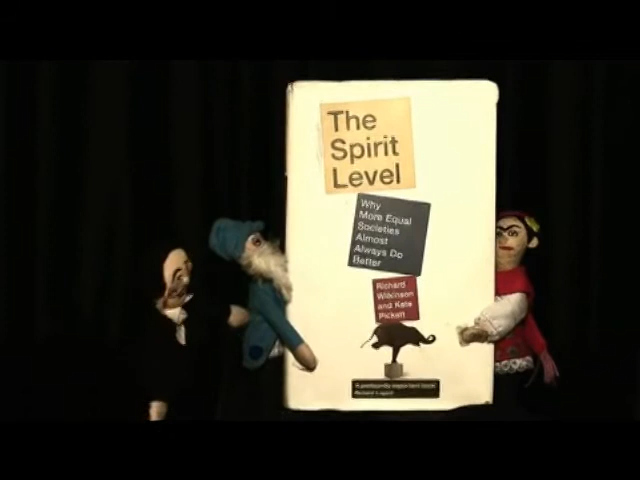 The
Spirit
Level
Why
More Equal
Societies
Almost
Always Do
Better
Richard
Wilkinson
and Kate
Pickett